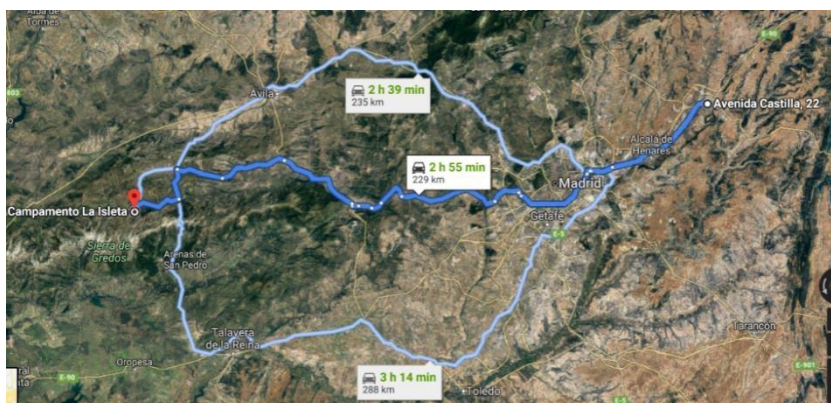 Alba de
Tormes
Ávila
2 h 39 min
235 km
Avenida Castilla, 22
Alcalá de
Henares
2 h 55 min
229 km
Madrid
Campamento La Isleta
Getafe
Sierra de
Gredos
Arenas de
San Pedro
Talavera
de la Reina
Tarancón
Oropesa
E-90
3 h 14 min
288 km
Toledo
E-901
E-5